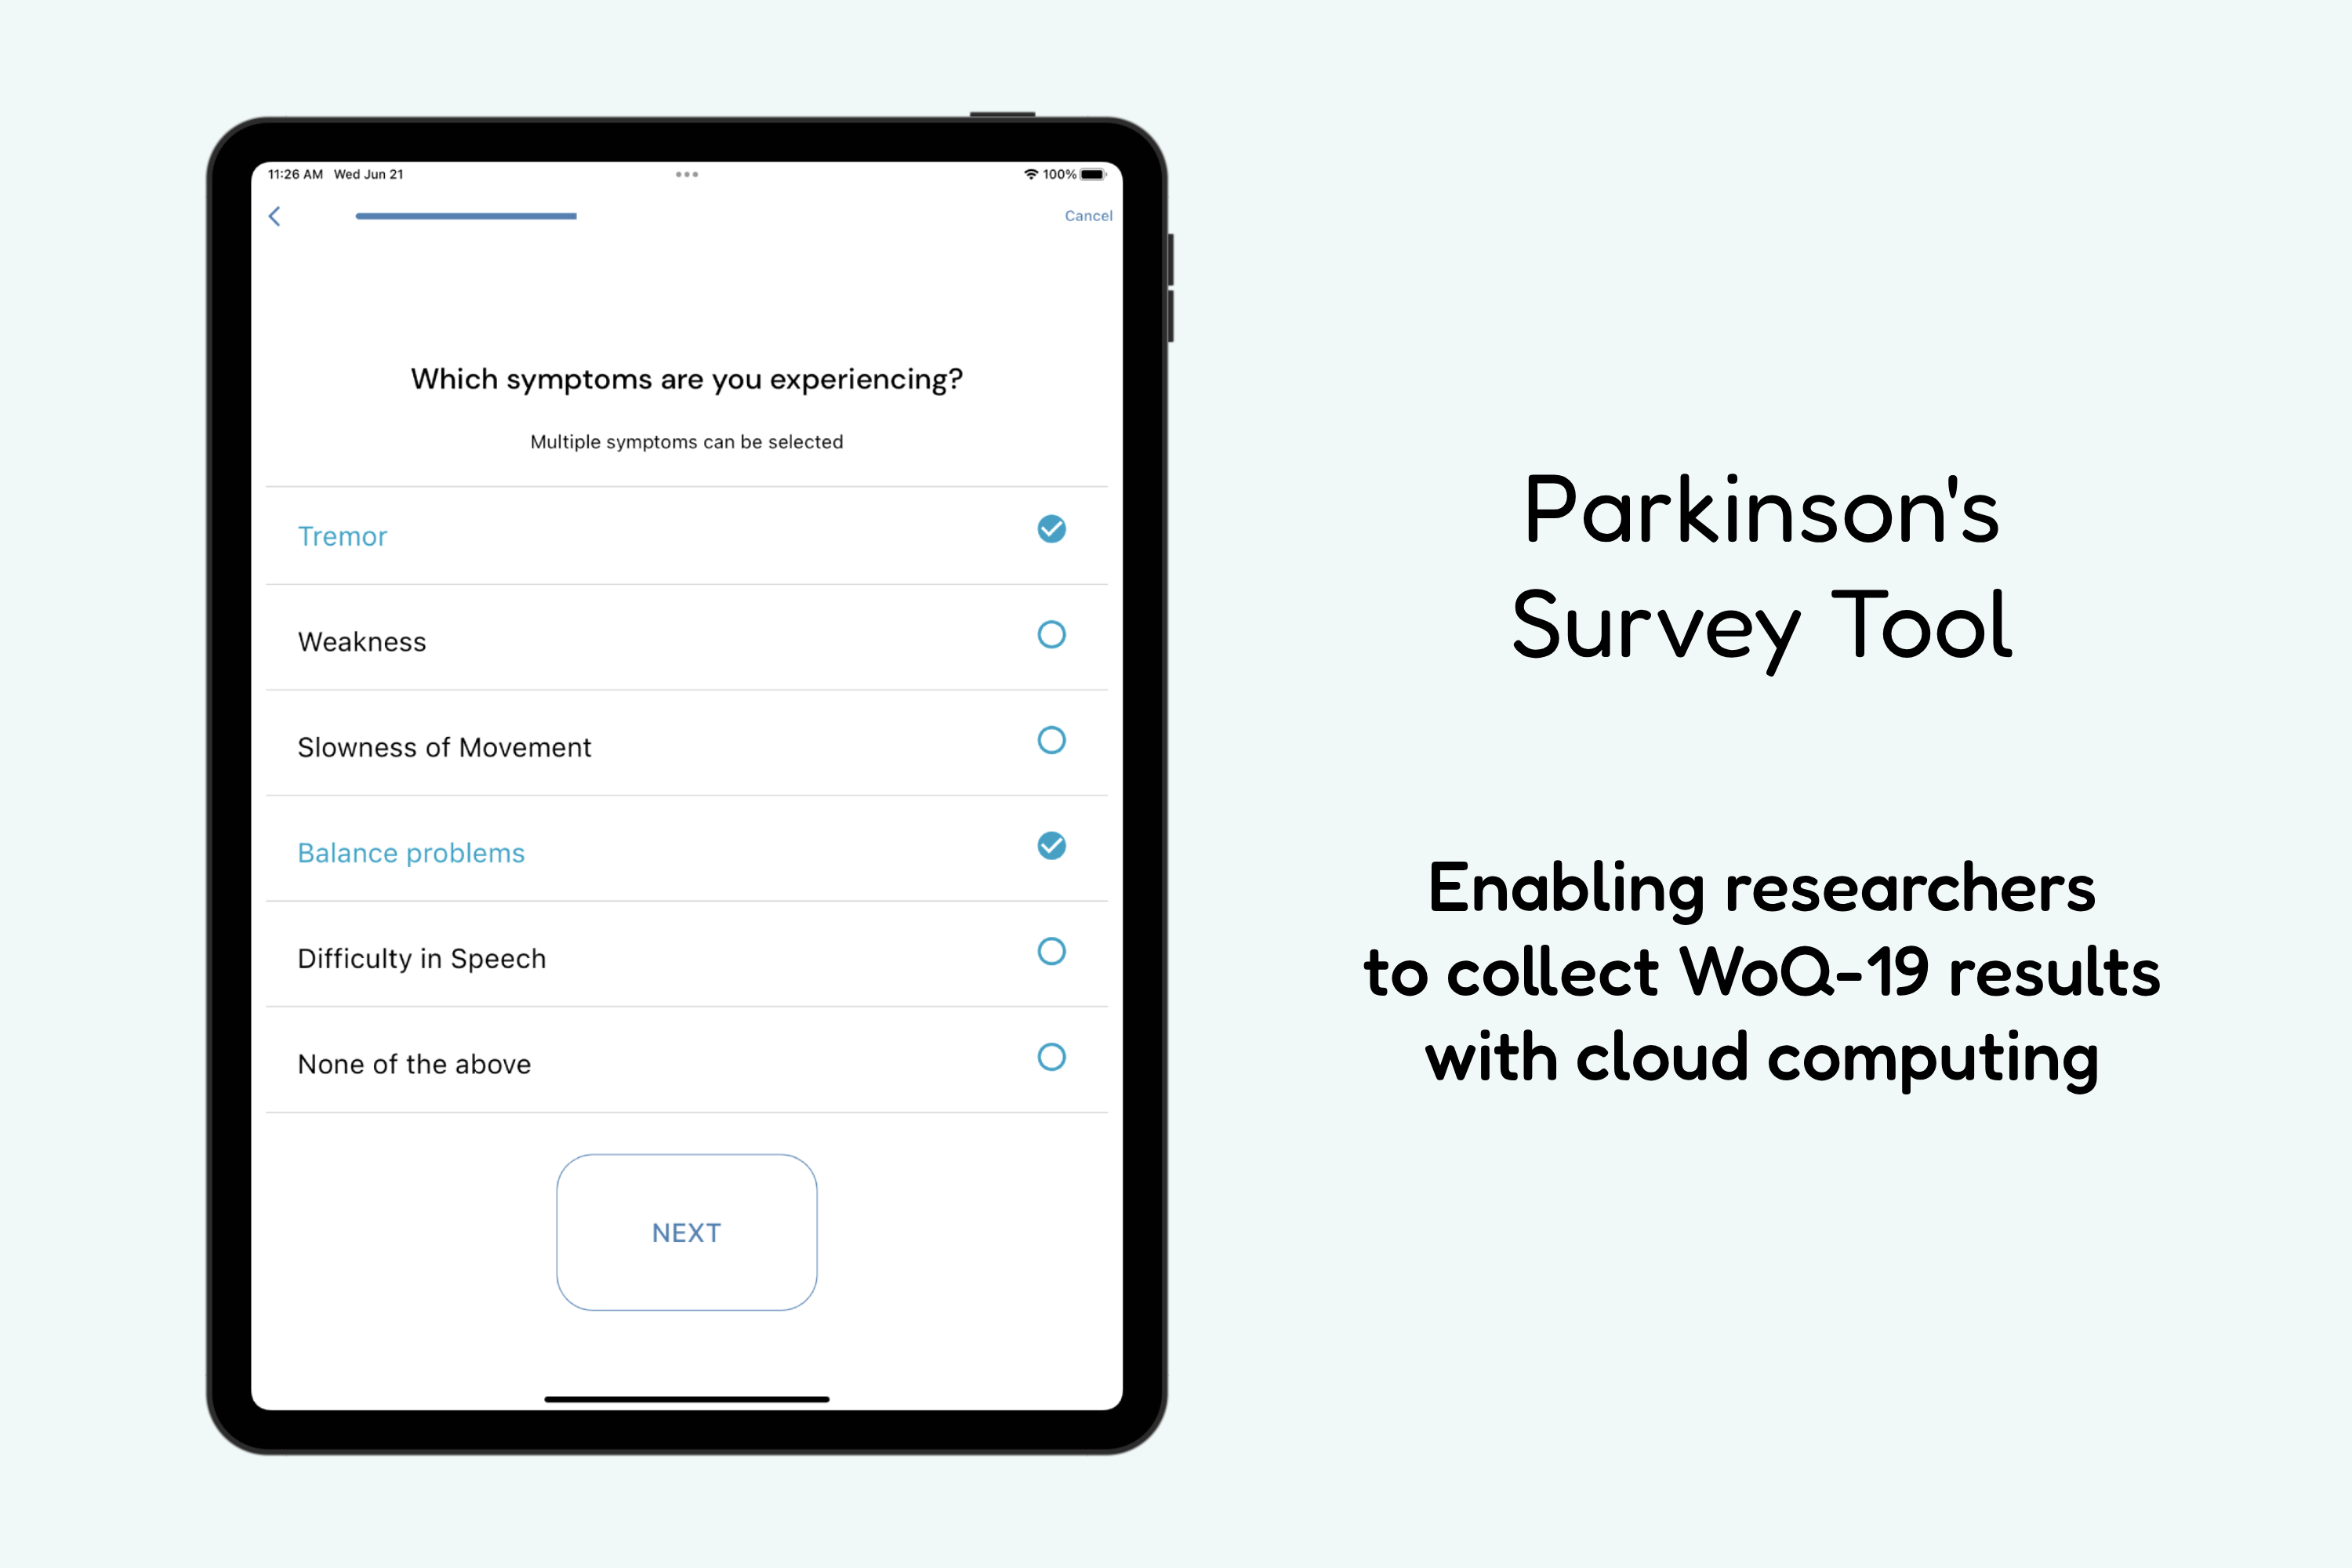 11:26 AM Wed Jun 21
100%
Cancel
Which symptoms are you experiencing?
Multiple symptoms can be selected
Tremor
Weakness
Slowness of Movement
Balance problems
Difficulty in Speech
None of the above
NEXT
Parkinson's
Survey Tool
Enabling researchers
to collect WoQ-19 results
with cloud computing